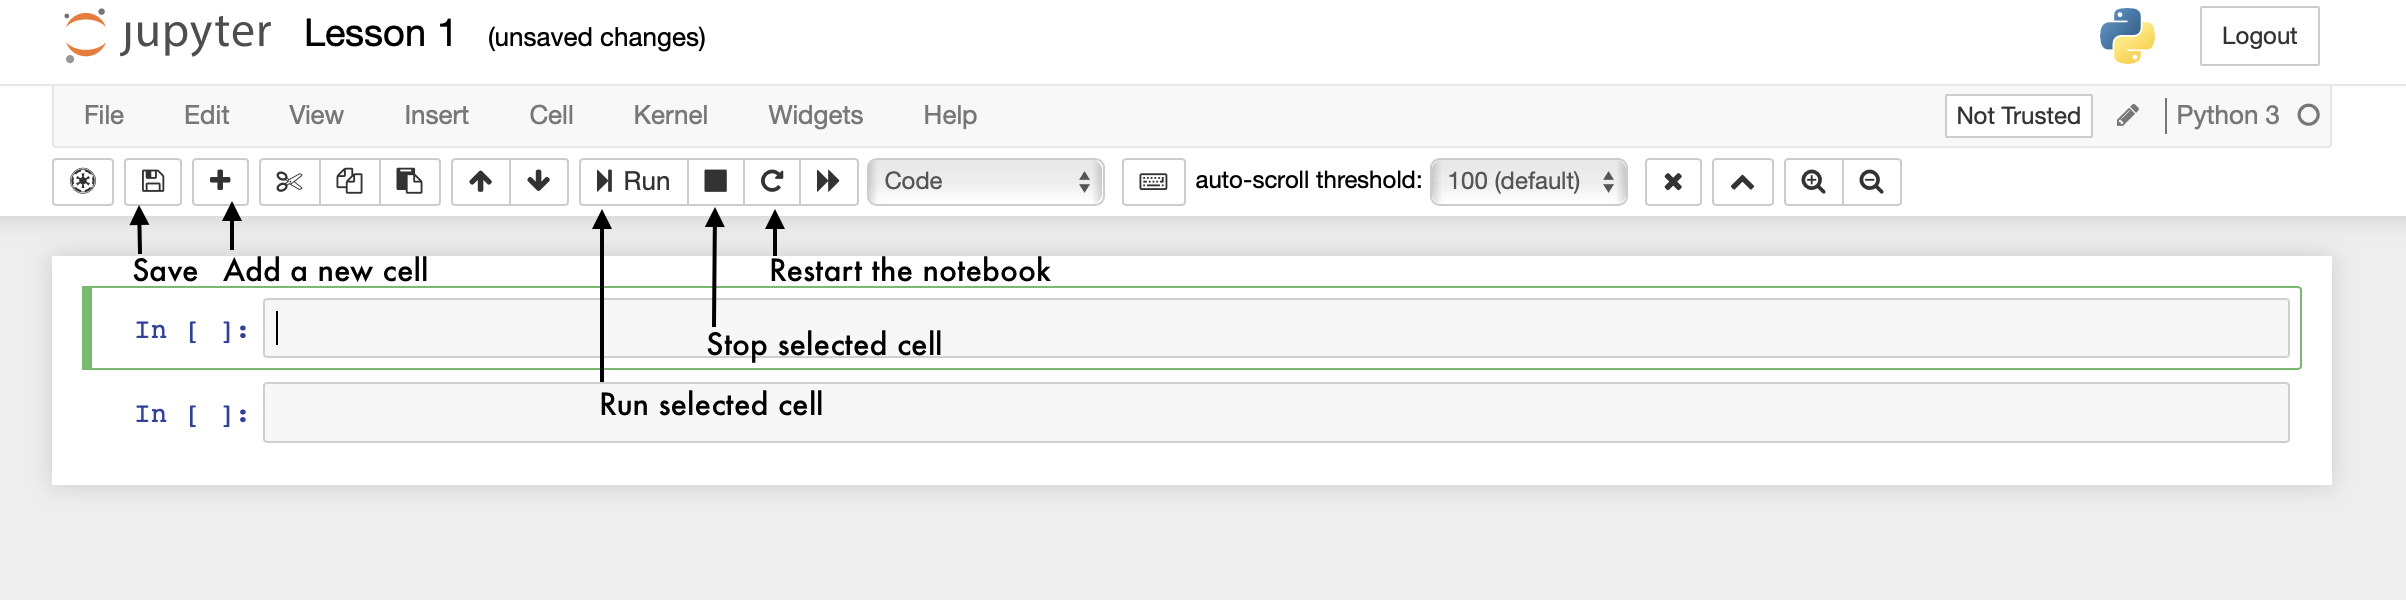 jupyter Lesson 1 (unsaved changes) Logout
File Edit View Insert Cell Kernel Widgets Help Not Trusted Python 3
Run Code auto-scroll threshold: 100 (default)
Save Add a new cell Restart the notebook
In [ ]:
Stop selected cell
Run selected cell
In [ ]: